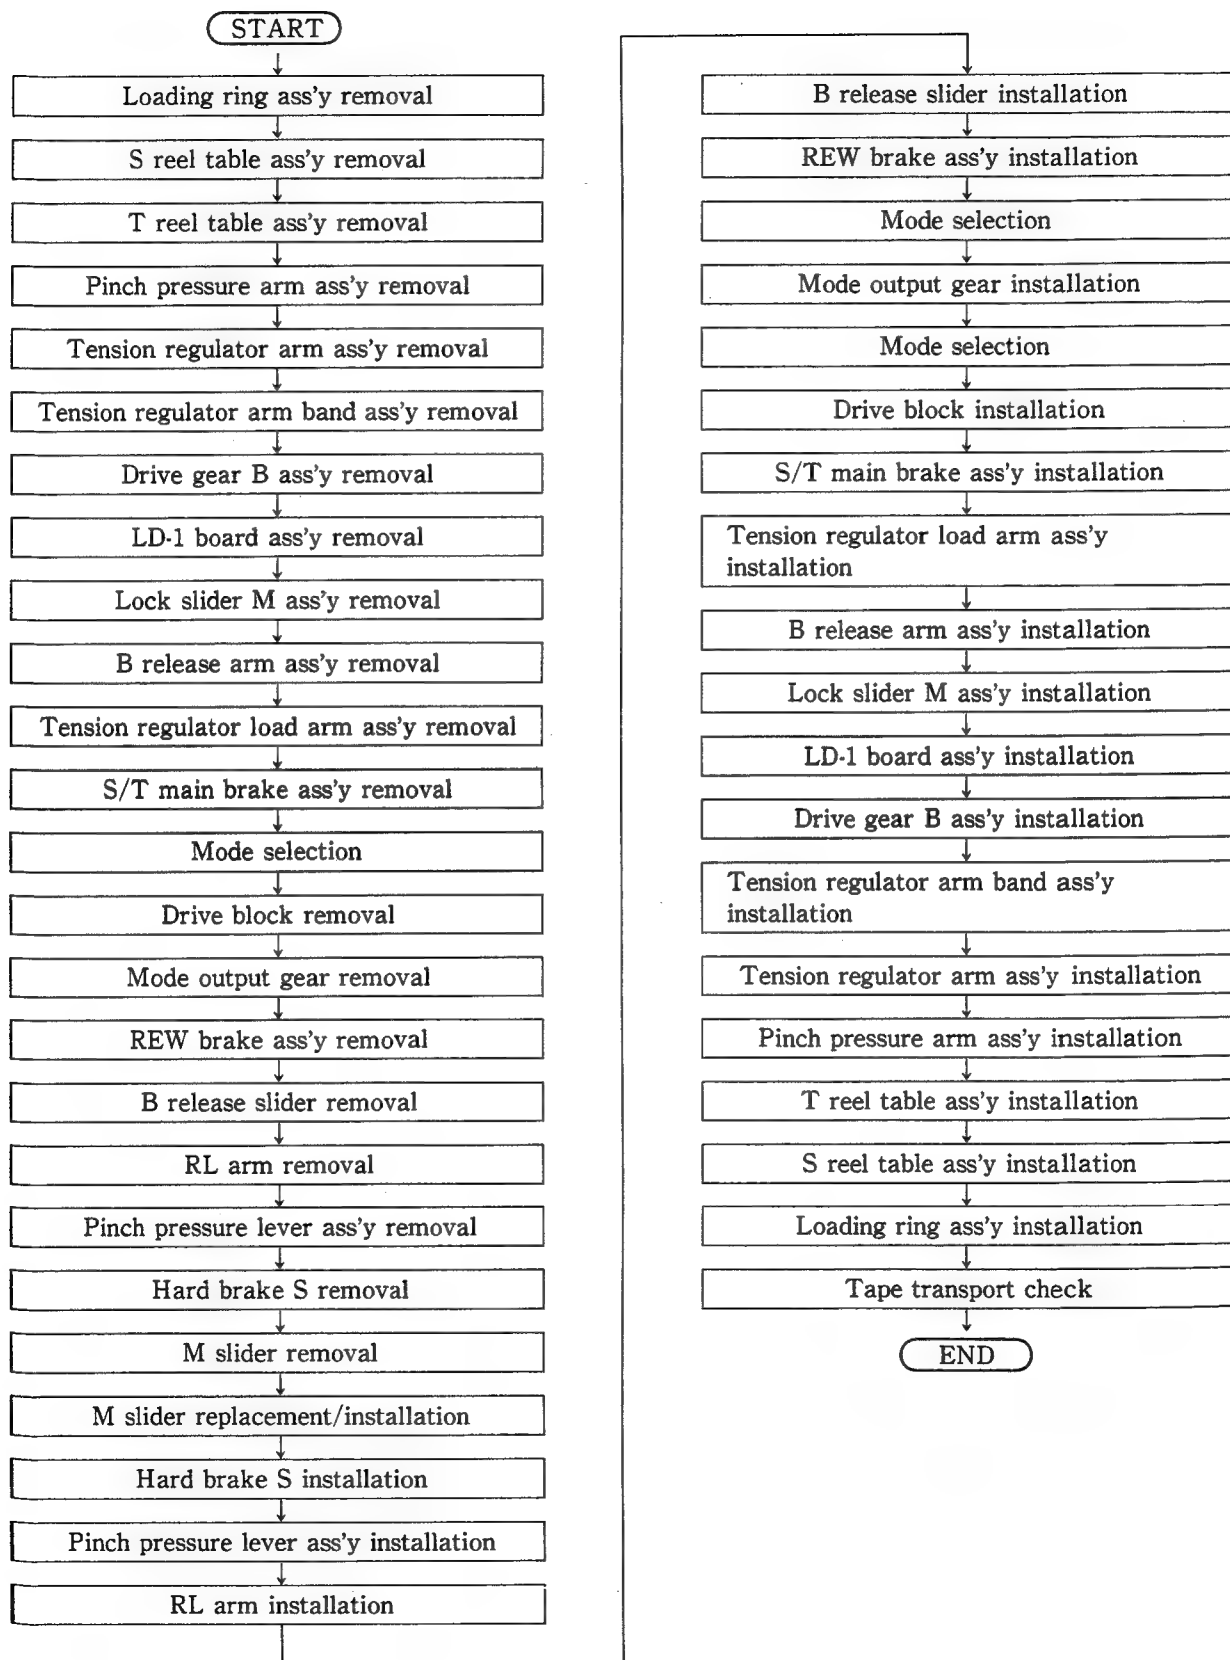 START
Loading ring ass'y removal
S reel table ass'y removal
T reel table ass'y removal
Pinch pressure arm ass'y removal
Tension regulator arm ass'y removal
Tension regulator arm band ass'y removal
Drive gear B ass'y removal
LD-1 board ass'y removal
Lock slider M ass'y removal
B release arm ass'y removal
Tension regulator load arm ass'y removal
S/T main brake ass'y removal
Mode selection
Drive block removal
Mode output gear removal
REW brake ass'y removal
B release slider removal
RL arm removal
Pinch pressure lever ass'y removal
Hard brake S removal
M slider removal
M slider replacement/installation
Hard brake S installation
Pinch pressure lever ass'y installation
RL arm installation
B release slider installation
REW brake ass'y installation
Mode selection
Mode output gear installation
Mode selection
Drive block installation
S/T main brake ass'y installation
Tension regulator load arm ass'y
installation
B release arm ass'y installation
Lock slider M ass'y installation
LD-1 board ass'y installation
Drive gear B ass'y installation
Tension regulator arm band ass'y
installation
Tension regulator arm ass'y installation
Pinch pressure arm ass'y installation
T reel table ass'y installation
S reel table ass'y installation
Loading ring ass'y installation
Tape transport check
END